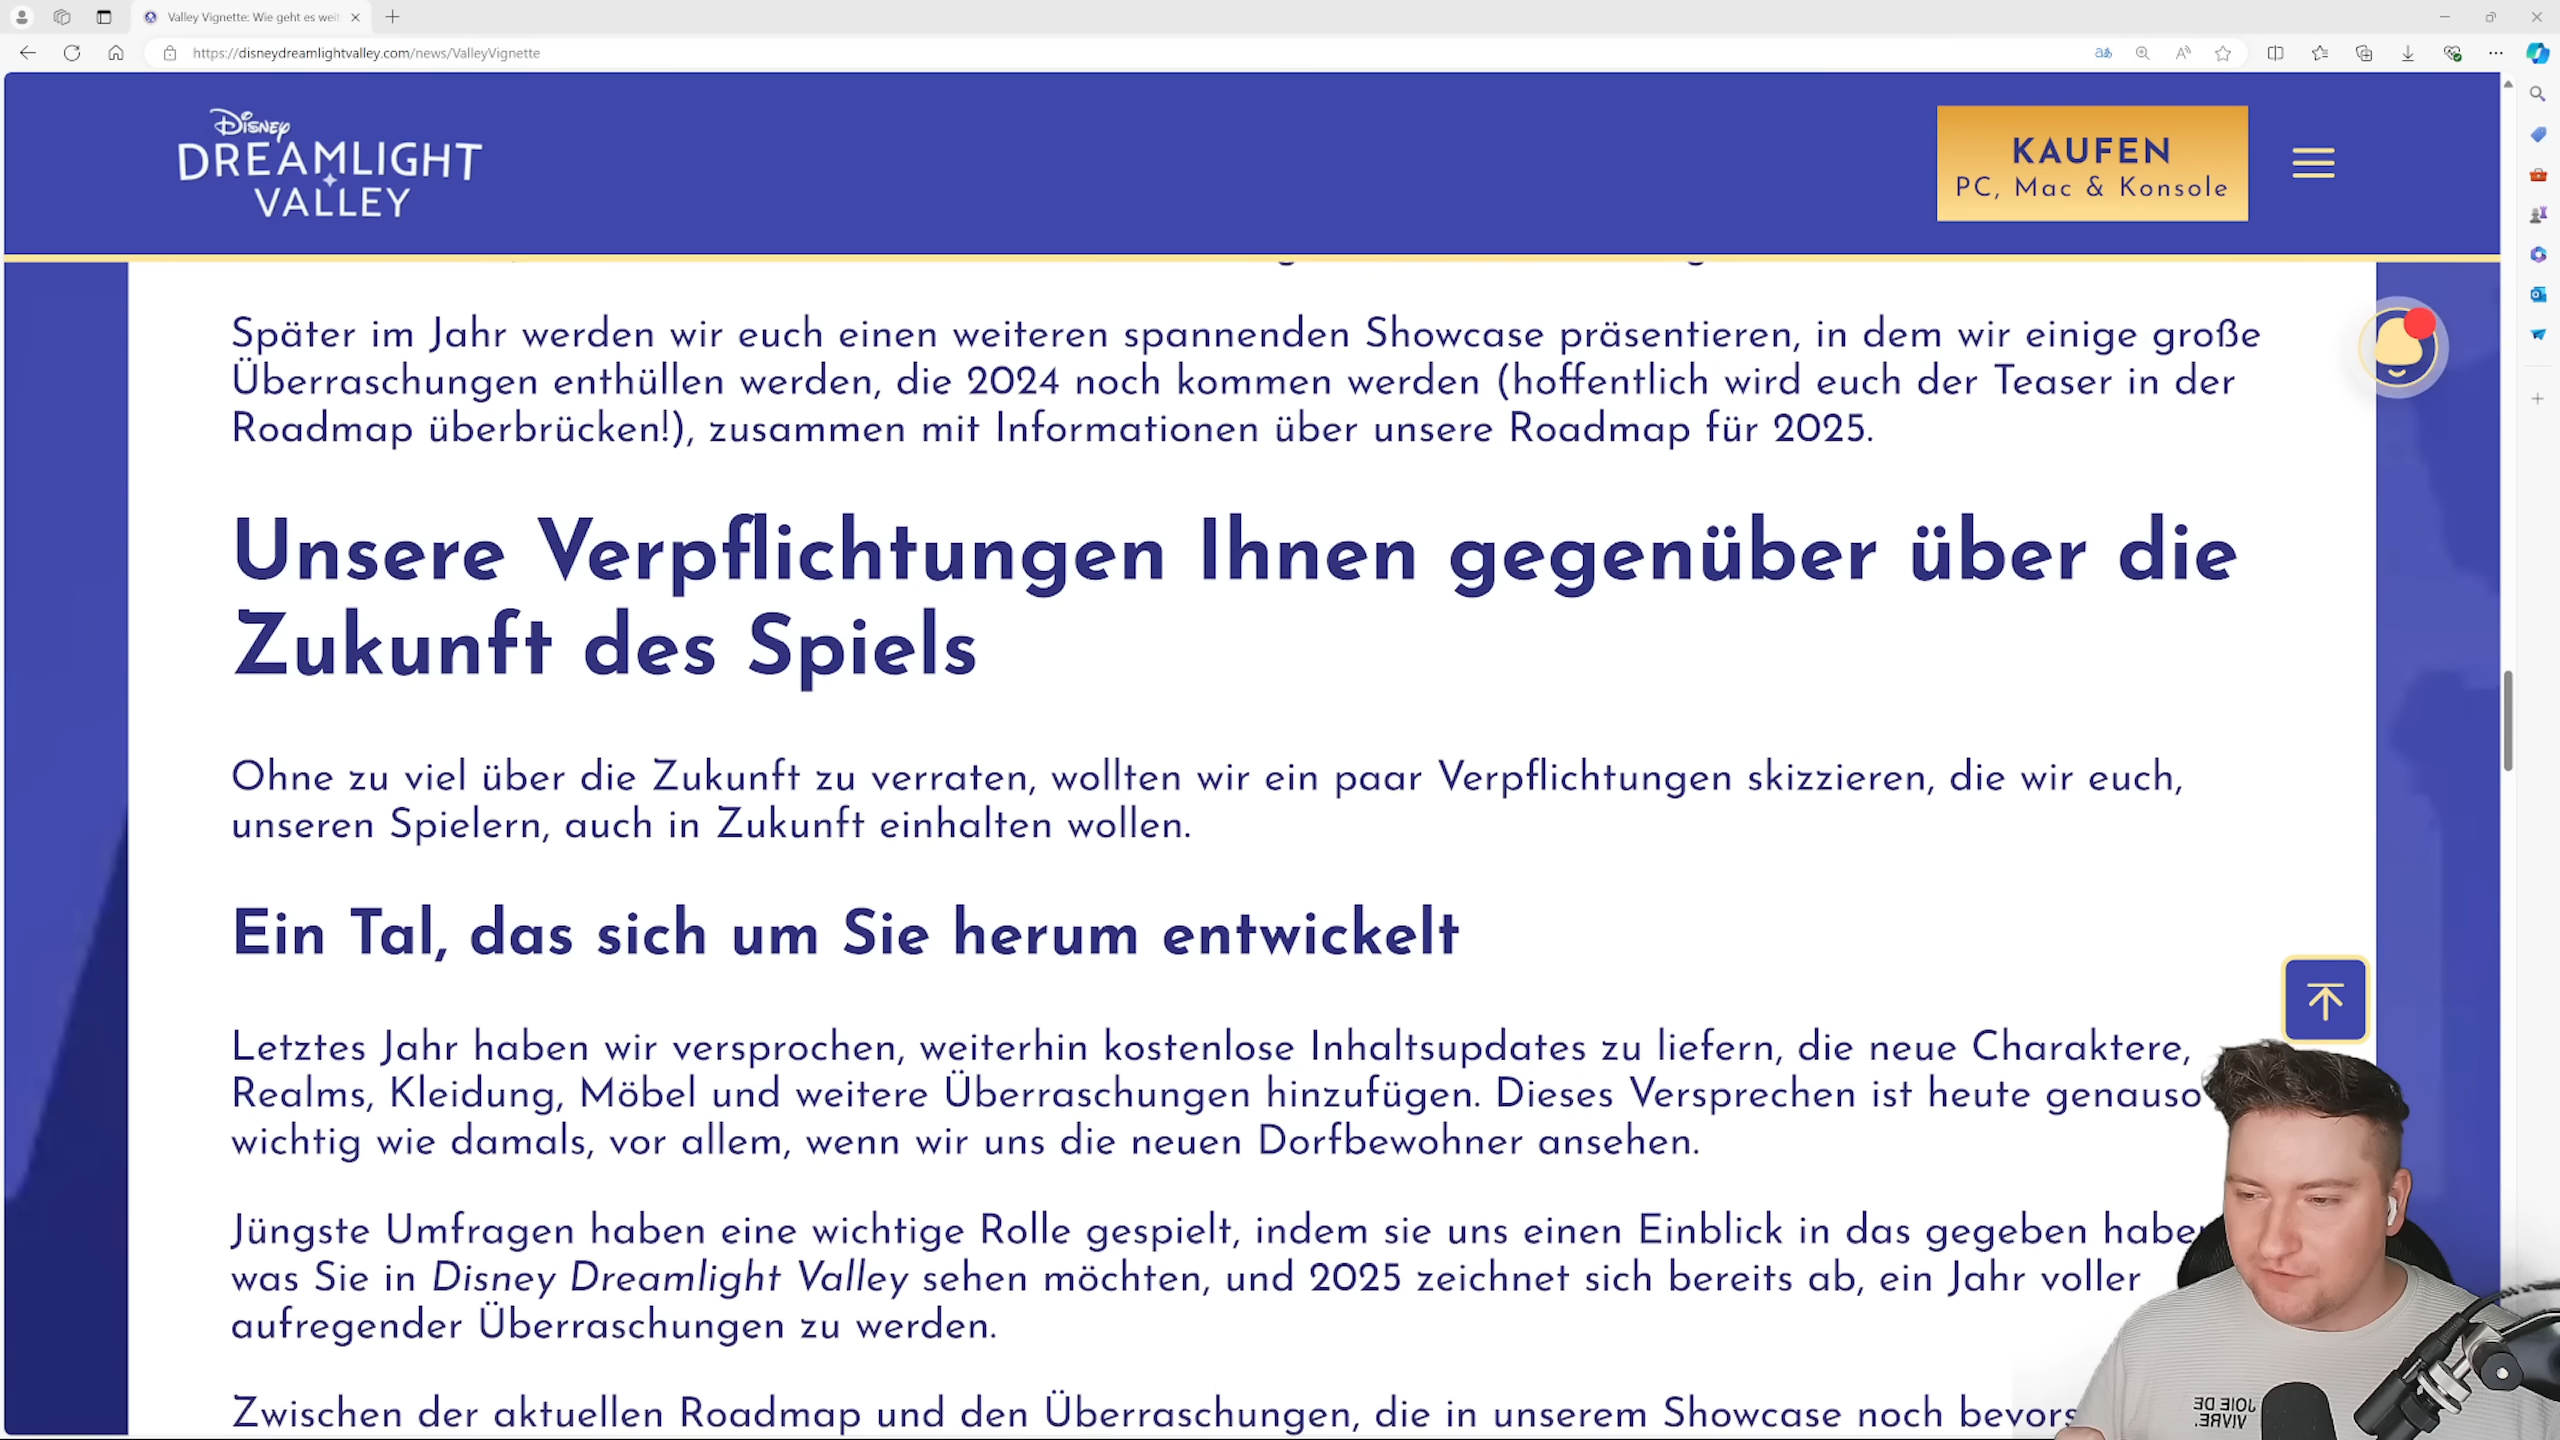 Valley Vignette: Wie geht es weit
https://disneydreamlightvalley.com/news/ValleyVignette
Disney
DREAMLIGHT
VALLEY
KAUFEN
PC, Mac & Konsole
Später im Jahr werden wir euch einen weiteren spannenden Showcase präsentieren, in dem wir einige große
Überraschungen enthüllen werden, die 2024 noch kommen werden (hoffentlich wird euch der Teaser in der
Roadmap überbrücken!), zusammen mit Informationen über unsere Roadmap für 2025.
Unsere Verpflichtungen Ihnen gegenüber über die
Zukunft des Spiels
Ohne zu viel über die Zukunft zu verraten, wollten wir ein paar Verpflichtungen skizzieren, die wir euch,
unseren Spielern, auch in Zukunft einhalten wollen.
Ein Tal, das sich um Sie herum entwickelt
Letztes Jahr haben wir versprochen, weiterhin kostenlose Inhaltsupdates zu liefern, die neue Charaktere,
Realms, Kleidung, Möbel und weitere Überraschungen hinzufügen. Dieses Versprechen ist heute genauso
wichtig wie damals, vor allem, wenn wir uns die neuen Dorfbewohner ansehen.
Jüngste Umfragen haben eine wichtige Rolle gespielt, indem sie uns einen Einblick in das gegeben habe
was Sie in Disney Dreamlight Valley sehen möchten, und 2025 zeichnet sich bereits ab, ein Jahr voller
aufregender Überraschungen zu werden.
Zwischen der aktuellen Roadmap und den Überraschungen, die in unserem Showcase noch bevors
JOIE DE
VIVRE.